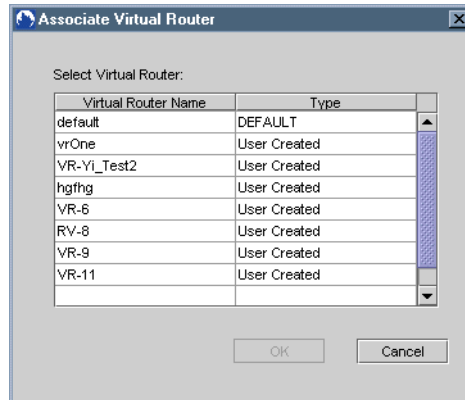 Associate Virtual Router
Select Virtual Router:
Virtual Router Name Type
default DEFAULT
vrOne User Created
VR-Yi_Test2 User Created
hgfhg User Created
VR-6 User Created
RV-8 User Created
VR-9 User Created
VR-11 User Created
OK Cancel